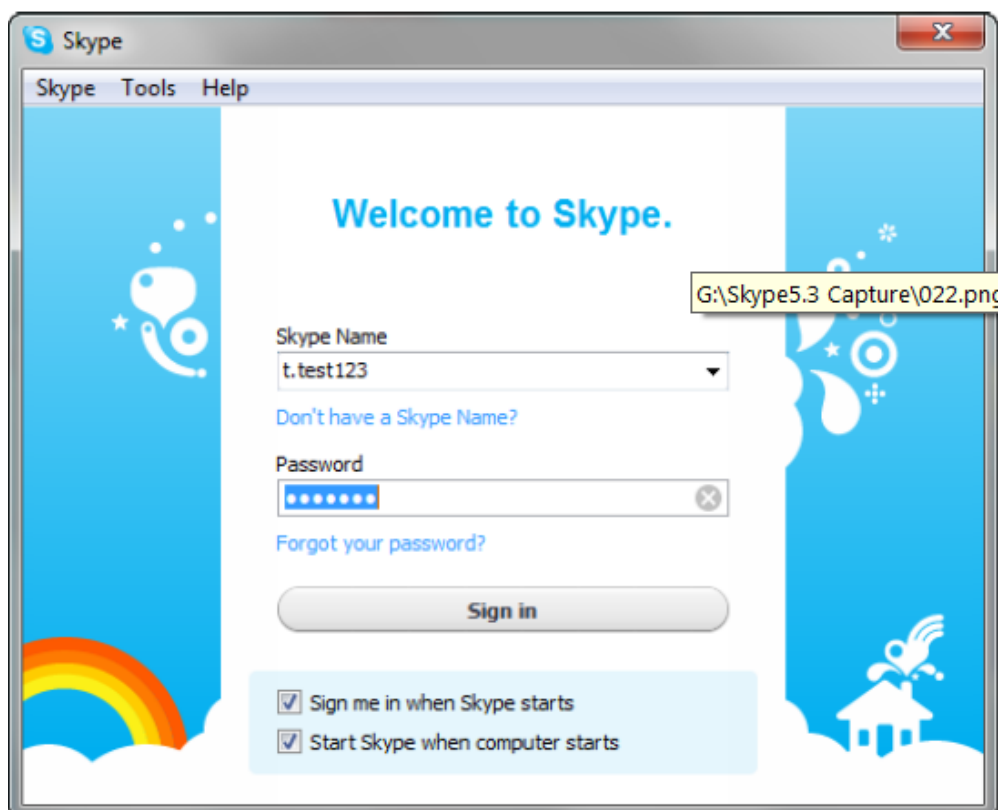 Skype
Skype Tools Help
Welcome to Skype.
G:\Skype5.3 Capture\022.png
Skype Name
t.test123
Don't have a Skype Name?
Password
Forgot your password?
Sign in
Sign me in when Skype starts
Start Skype when computer starts